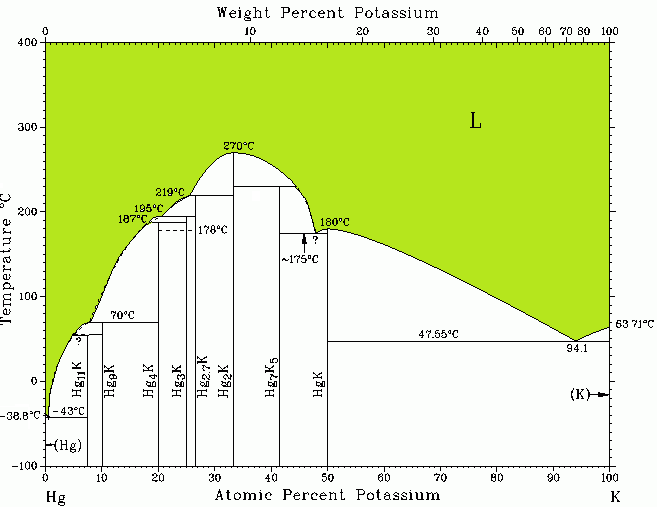 Weight Percent Potassium
0 10 20 30 40 50 60 70 80 100
400
L
300
270°C
219°C
195°C
187°C
200
180°C
178°C
?
~175°C
Temperature °C
100
70°C
63.71°C
47.55°C
?
94.1
Hg11K
Hg9K
Hg4K
Hg3K
Hg2.7K
Hg2K
Hg7K5
HgK
0
(K)
-38.8°C
-43°C
(Hg)
-100
0 10 20 30 40 50 60 70 80 90 100
Hg
Atomic Percent Potassium
K